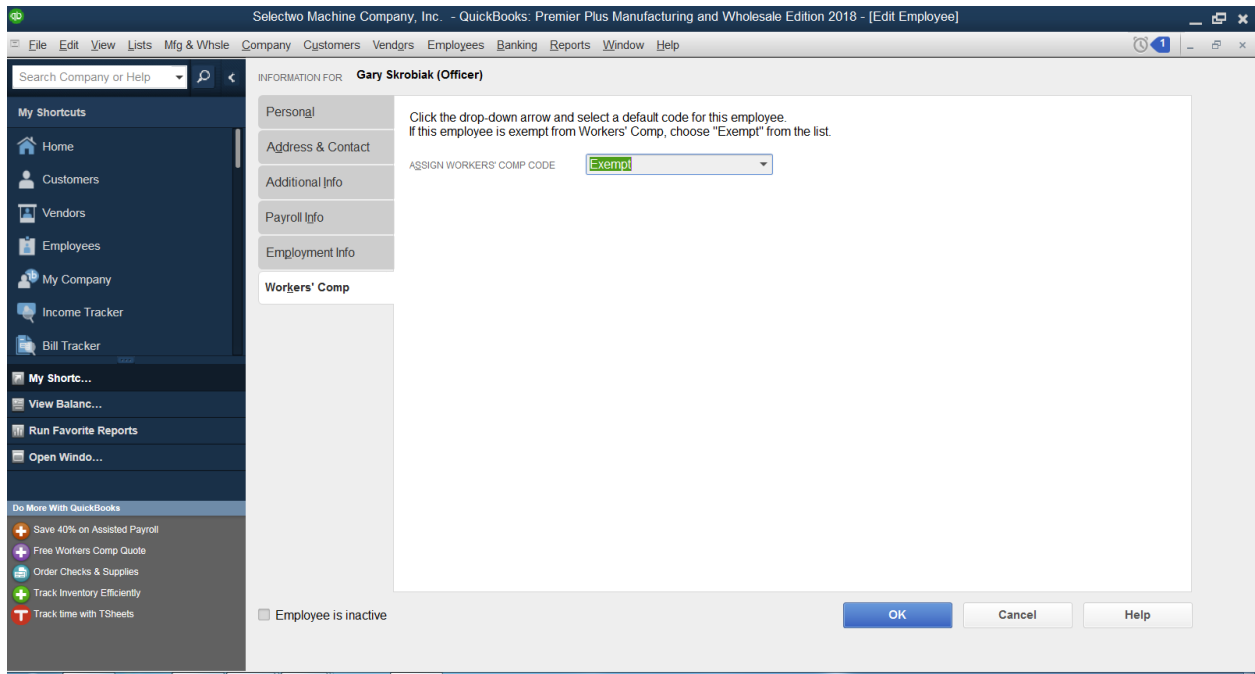 qb
Selectwo Machine Company, Inc. - QuickBooks: Premier Plus Manufacturing and Wholesale Edition 2018 - [Edit Employee]
File Edit View Lists Mfg & Whsle Company Customers Vendors Employees Banking Reports Window Help
1
Search Company or Help
My Shortcuts
Home
Customers
Vendors
Employees
My Company
Income Tracker
Bill Tracker
My Shortc...
View Balanc...
Run Favorite Reports
Open Windo...
Do More With QuickBooks
Save 40% on Assisted Payroll
Free Workers Comp Quote
Order Checks & Supplies
Track Inventory Efficiently
Track time with TSheets
INFORMATION FOR Gary Skrobiak (Officer)
Personal
Address & Contact
Additional Info
Payroll Info
Employment Info
Workers' Comp
Click the drop-down arrow and select a default code for this employee.
If this employee is exempt from Workers' Comp, choose "Exempt" from the list.
ASSIGN WORKERS' COMP CODE Exempt
Employee is inactive
OK Cancel Help